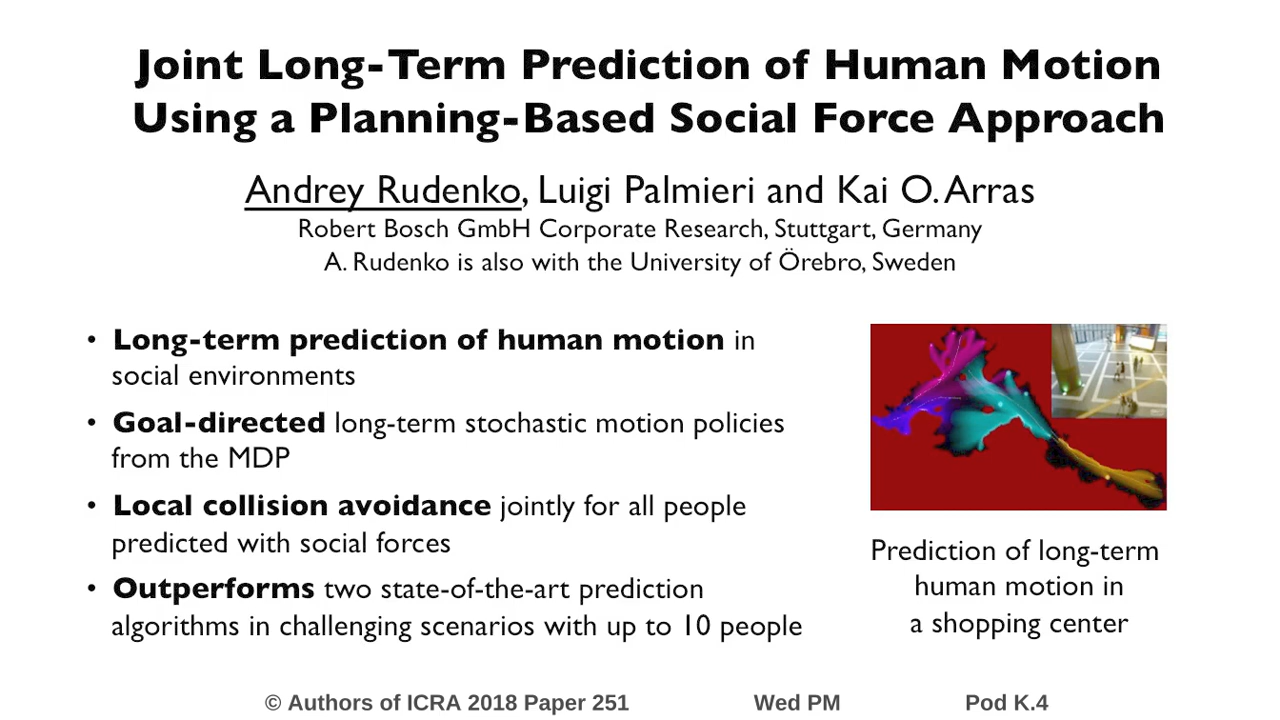 Joint Long-Term Prediction of Human Motion
Using a Planning-Based Social Force Approach
Andrey Rudenko, Luigi Palmieri and Kai O. Arras
Robert Bosch GmbH Corporate Research, Stuttgart, Germany
A. Rudenko is also with the University of Örebro, Sweden
• Long-term prediction of human motion in
social environments
• Goal-directed long-term stochastic motion policies
from the MDP
• Local collision avoidance jointly for all people
predicted with social forces
• Outperforms two state-of-the-art prediction
algorithms in challenging scenarios with up to 10 people
Prediction of long-term
human motion in
a shopping center
© Authors of ICRA 2018 Paper 251 Wed PM Pod K.4